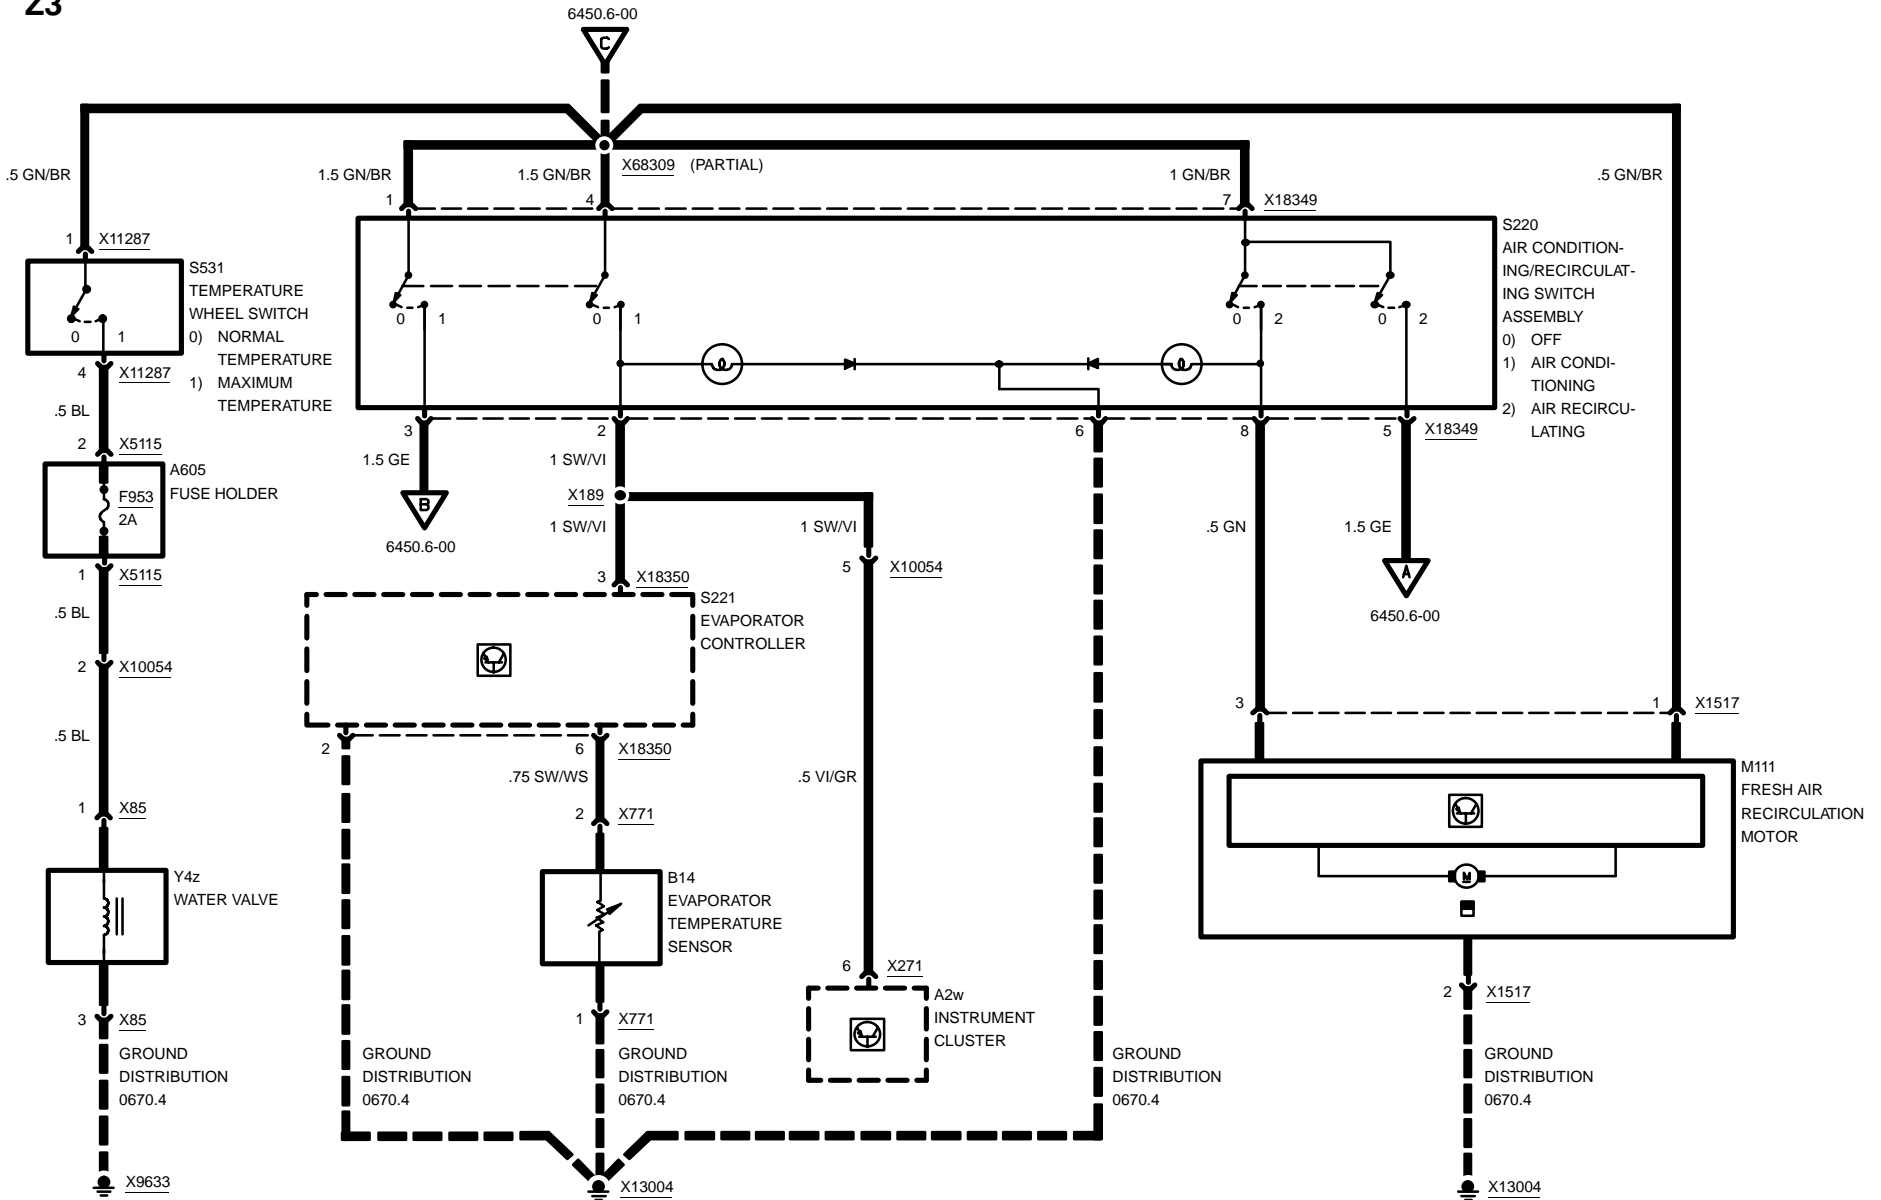 Z3
6450.6-00
C
.5 GN/BR
1.5 GN/BR
1.5 GN/BR
X68309 (PARTIAL)
1 GN/BR
.5 GN/BR
1
4
7
X18349
1
X11287
S531
TEMPERATURE
WHEEL SWITCH
0) NORMAL
TEMPERATURE
1) MAXIMUM
TEMPERATURE
0 1
0 1
0 1
0 2
0 2
S220
AIR CONDITION-
ING/RECIRCULAT-
ING SWITCH
ASSEMBLY
0) OFF
1) AIR CONDI-
TIONING
2) AIR RECIRCU-
LATING
4
X11287
.5 BL
2
X5115
A605
FUSE HOLDER
F953
2A
1
X5115
.5 BL
2
X10054
.5 BL
1
X85
Y4z
WATER VALVE
3
X85
GROUND
DISTRIBUTION
0670.4
X9633
3
2
6
8
5
X18349
1.5 GE
B
6450.6-00
1 SW/VI
X189
1 SW/VI
1 SW/VI
3
X18350
5
X10054
.5 GN
1.5 GE
A
6450.6-00
S221
EVAPORATOR
CONTROLLER
2
6
X18350
.75 SW/WS
2
X771
B14
EVAPORATOR
TEMPERATURE
SENSOR
1
X771
GROUND
DISTRIBUTION
0670.4
GROUND
DISTRIBUTION
0670.4
X13004
.5 VI/GR
6
X271
A2w
INSTRUMENT
CLUSTER
GROUND
DISTRIBUTION
0670.4
3
1
X1517
M111
FRESH AIR
RECIRCULATION
MOTOR
M
2
X1517
GROUND
DISTRIBUTION
0670.4
X13004